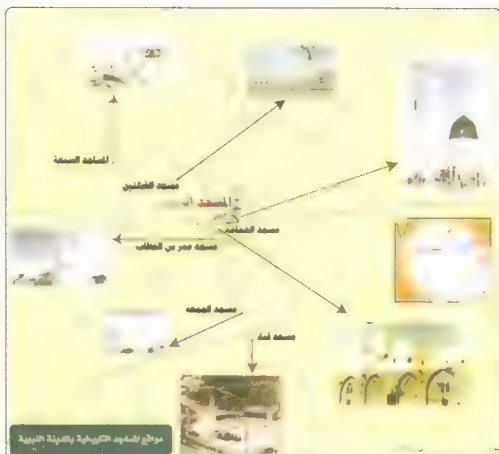 المساجد السبعة
مسجد القبلتين
المسجد
مسجد الغمامة
مسجد عمر بن الخطاب
مسجد الجمعة
مسجد قباء
مواقع المساجد التاريخية بالمدينة النبوية